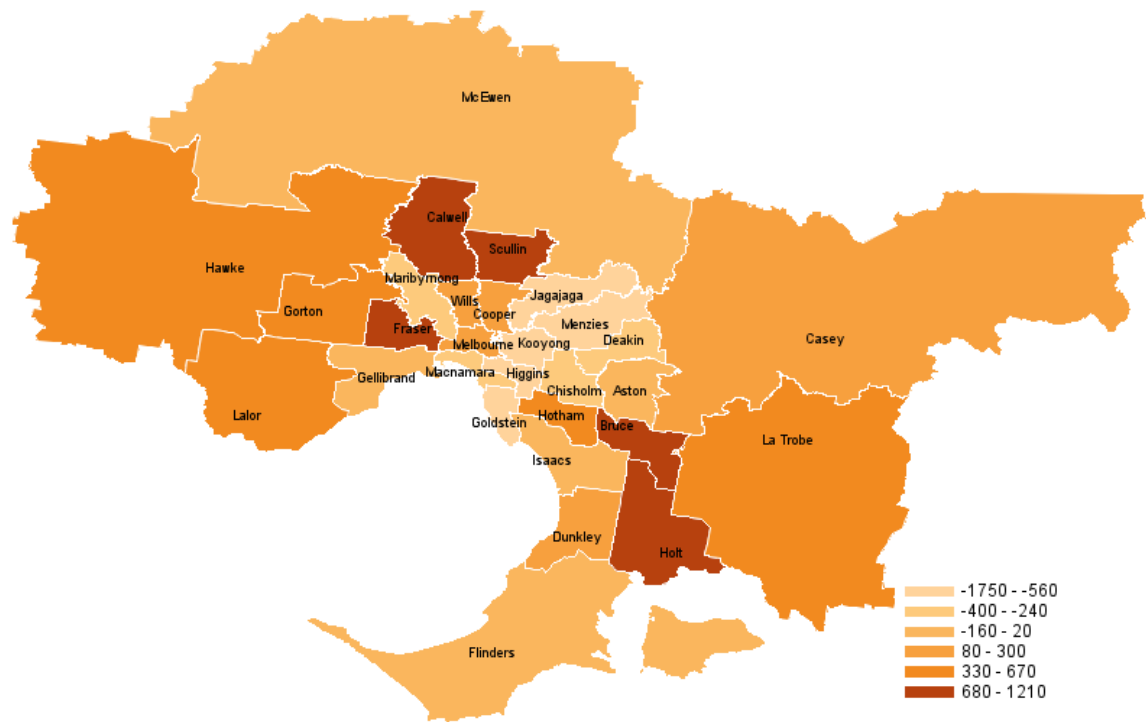 McEwen
Calwell
Scullin
Hawke
Maribyrnong
Jagajaga
Gorton
Wills
Cooper
Fraser
Menzies
Melbourne
Kooyong
Deakin
Casey
Gellibrand
Macnamara
Higgins
Chisholm
Aston
Lalor
Goldstein
Hotham
Bruce
La Trobe
Isaacs
Dunkley
Holt
Flinders
-1750 - -560
-400 - -240
-160 - 20
80 - 300
330 - 670
680 - 1210